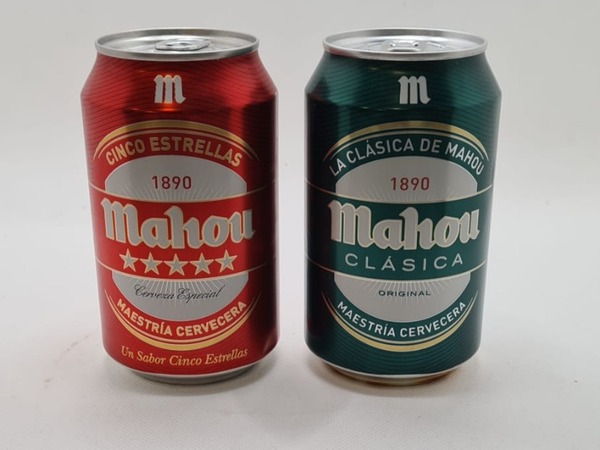 m
CINCO ESTRELLAS
1890
Mahou
★★★★★
Cerveza Especial
MAESTRÍA CERVECERA
Un Sabor Cinco Estrellas
m
LA CLÁSICA DE MAHOU
1890
Mahou
CLÁSICA
ORIGINAL
MAESTRÍA CERVECERA